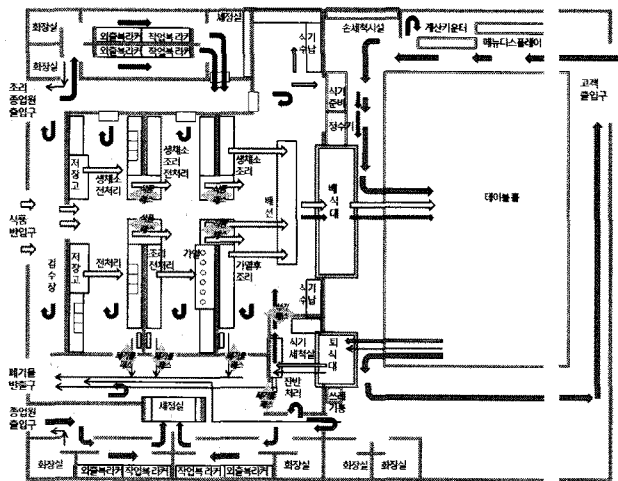 화장실
세정실
외출복라커 작업복라커
외출복라커 작업복라커
화장실
식기
수납
손세척시설
계산카운터
메뉴디스플레이
조리
종업원
출입구
고객
출입구
식기
준비
정수기
저장고
생채소
전처리
생채소
조리
전처리
생채소
조리
배선
배식대
테이블홀
식품
반입구
검수장
저장고
전처리
조리
전처리
가열
가열후
조리
식기
수납
식기
세척실
퇴식대
잔반
처리
쓰레
기통
폐기물
반출구
종업원
출입구
세정실
화장실
외출복라커 작업복라커
작업복라커 외출복라커
화장실
화장실
화장실